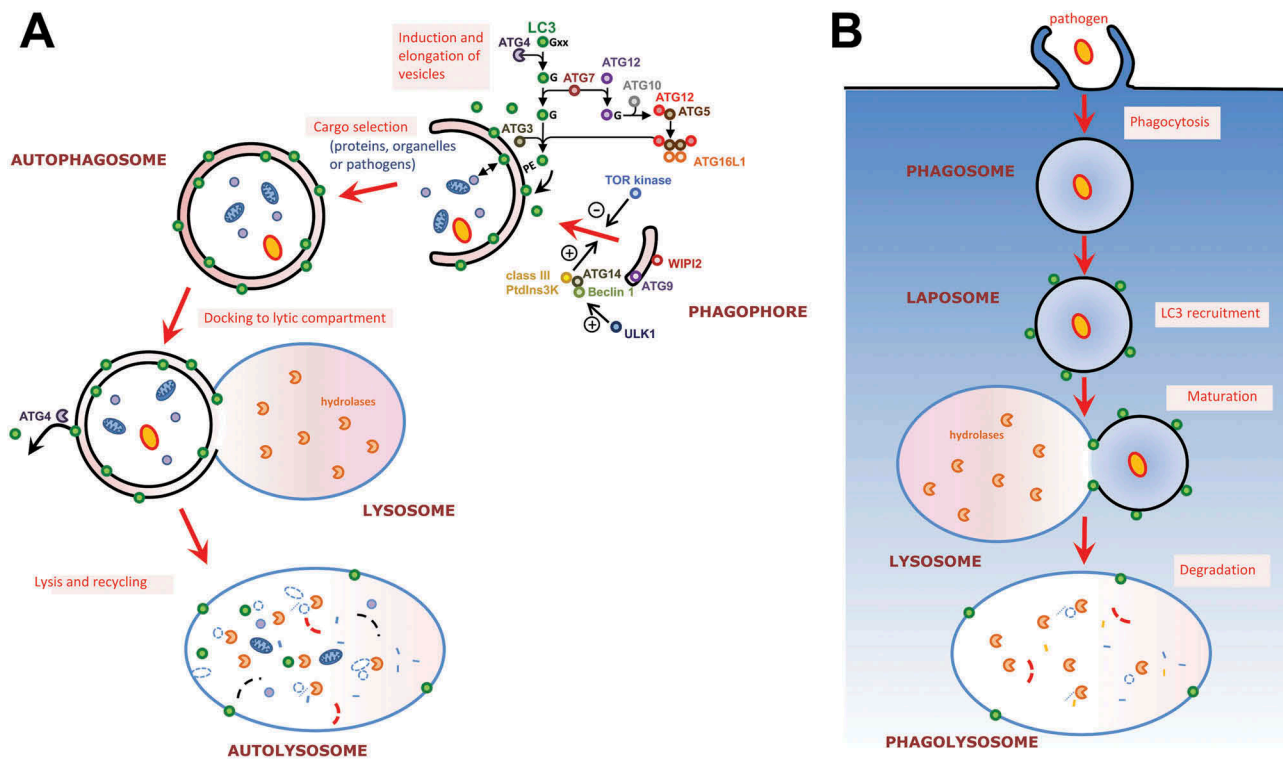 A
Induction and
elongation of
vesicles
LC3
ATG4
Gxx
G
ATG12
ATG7
ATG10
G
G
ATG12
ATG5
ATG3
ATG16L1
PE
Cargo selection
(proteins, organelles
or pathogens)
AUTOPHAGOSOME
TOR kinase
−
+
class III
PtdIns3K
ATG14
Beclin 1
WIPI2
ATG9
PHAGOPHORE
+
ULK1
Docking to lytic compartment
ATG4
hydrolases
LYSOSOME
Lysis and recycling
AUTOLYSOSOME
B
pathogen
Phagocytosis
PHAGOSOME
LAPOSOME
LC3 recruitment
Maturation
hydrolases
LYSOSOME
Degradation
PHAGOLYSOSOME